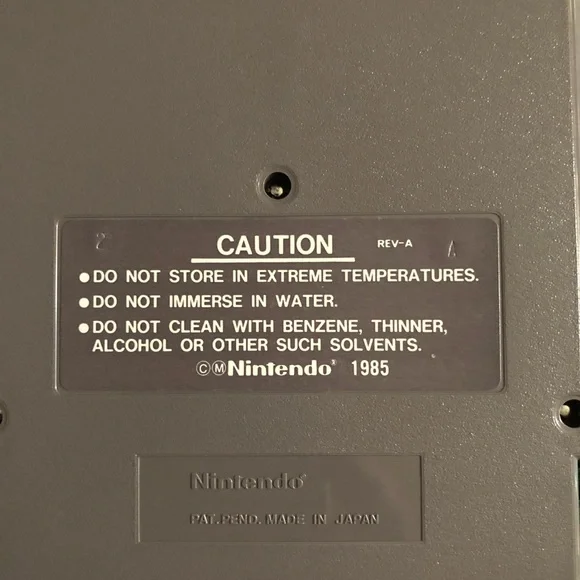 CAUTION REV-A A
●DO NOT STORE IN EXTREME TEMPERATURES.
●DO NOT IMMERSE IN WATER.
●DO NOT CLEAN WITH BENZENE, THINNER,
ALCOHOL OR OTHER SUCH SOLVENTS.
©ⓂNintendo® 1985
Nintendo®
PAT.PEND. MADE IN JAPAN